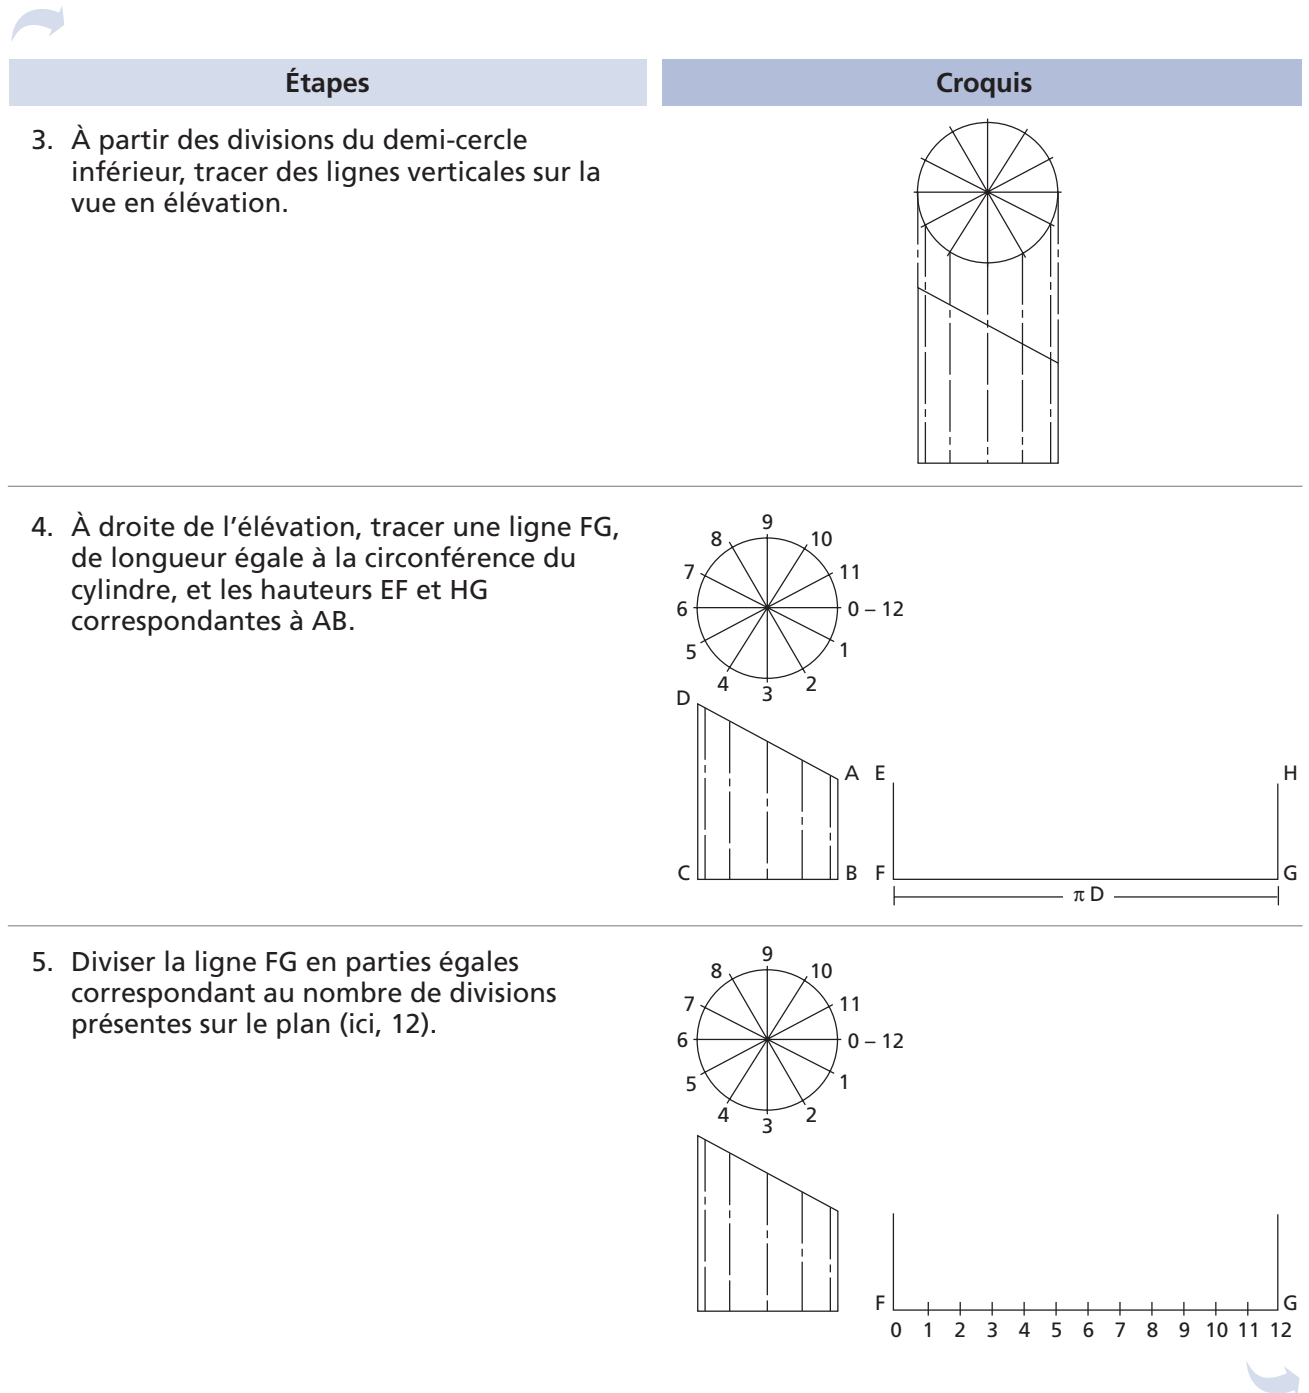 Étapes
Croquis
3. À partir des divisions du demi-cercle
inférieur, tracer des lignes verticales sur la
vue en élévation.
4. À droite de l'élévation, tracer une ligne FG,
de longueur égale à la circonférence du
cylindre, et les hauteurs EF et HG
correspondantes à AB.
9
8 10
7 11
6 0 – 12
5 1
4 3 2
D
A E H
C B F G
π D
5. Diviser la ligne FG en parties égales
correspondant au nombre de divisions
présentes sur le plan (ici, 12).
9
8 10
7 11
6 0 – 12
5 1
4 3 2
F G
0 1 2 3 4 5 6 7 8 9 10 11 12